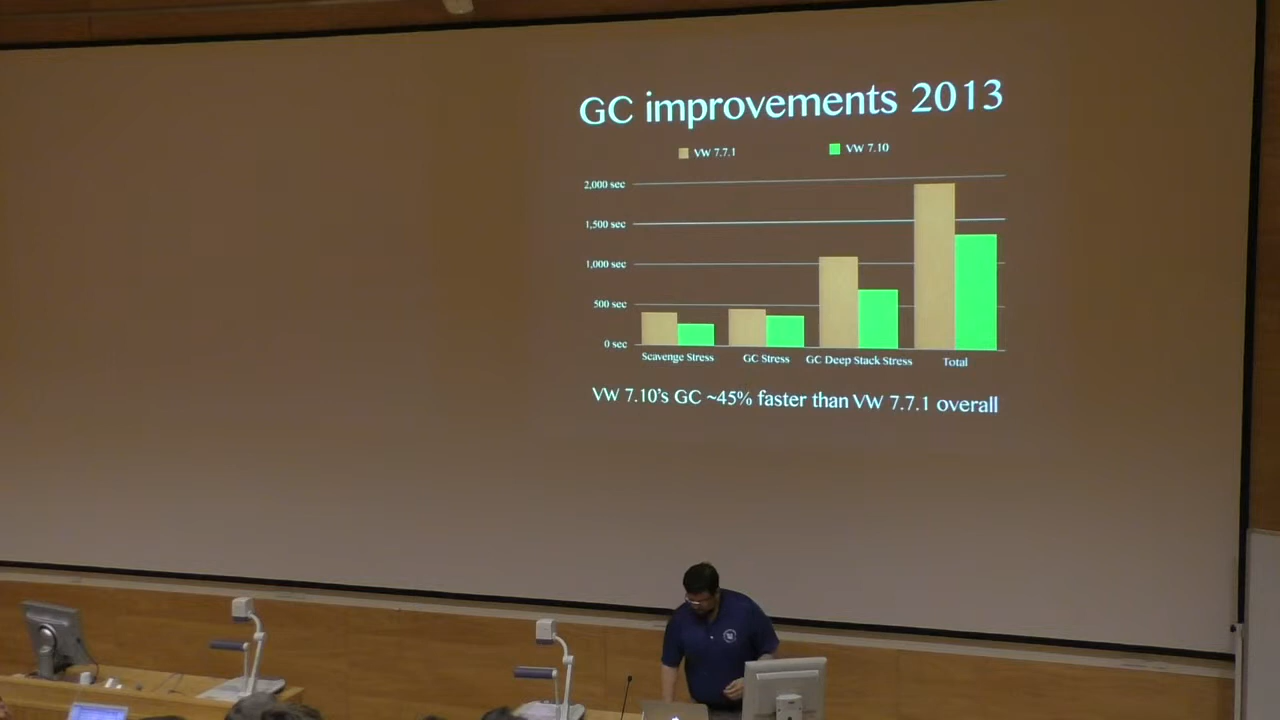 GC improvements 2013
VW 7.7.1
VW 7.10
2,000 sec
1,500 sec
1,000 sec
500 sec
0 sec
Scavenge Stress
GC Stress
GC Deep Stack Stress
Total
VW 7.10's GC ~45% faster than VW 7.7.1 overall